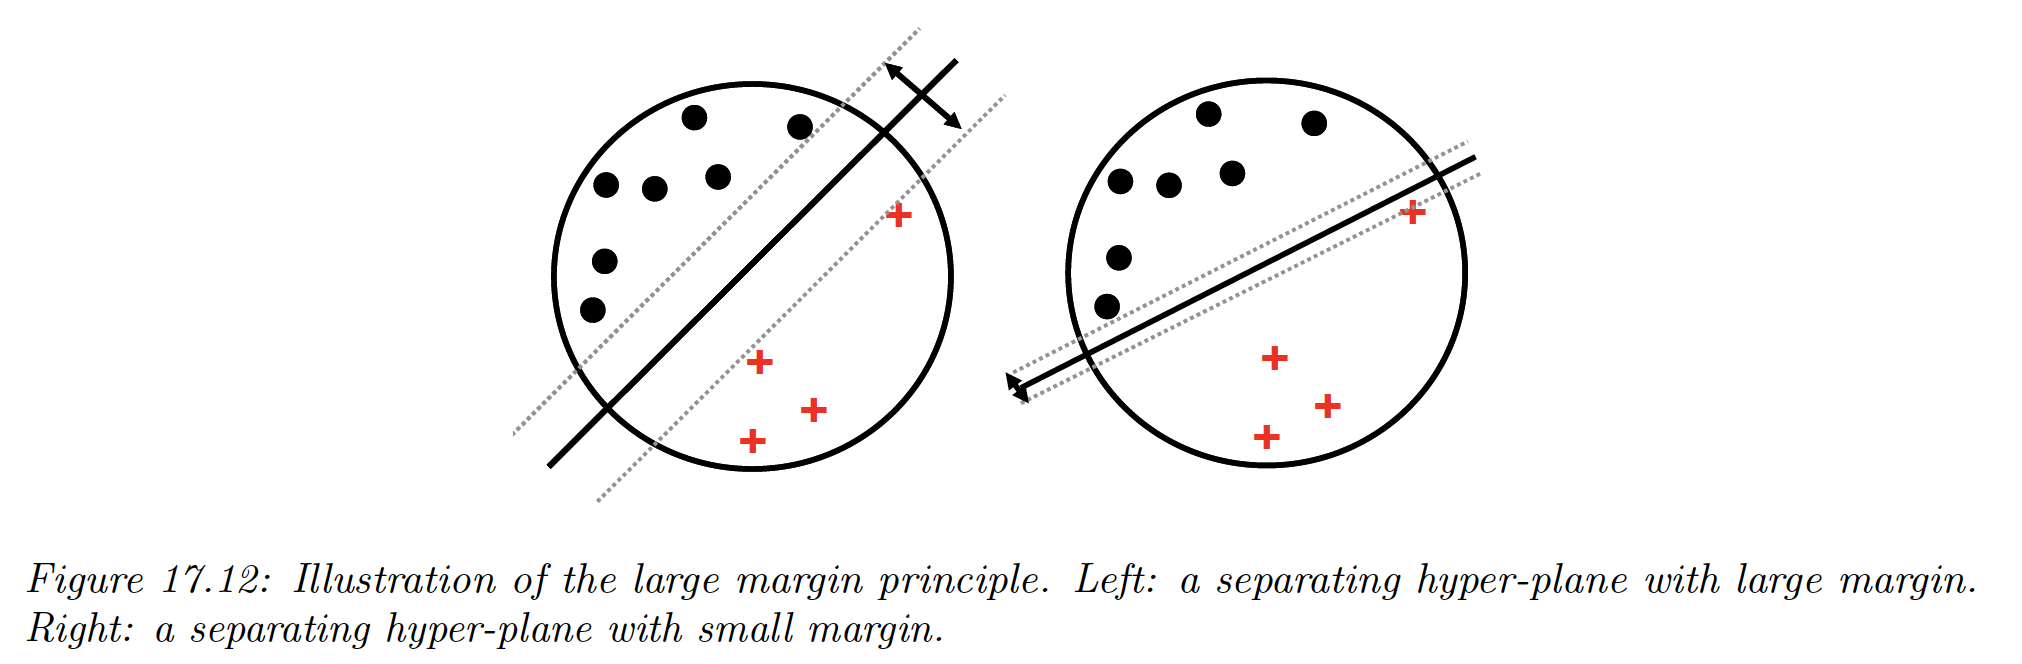 Figure 17.12: Illustration of the large margin principle. Left: a separating hyper-plane with large margin.
Right: a separating hyper-plane with small margin.